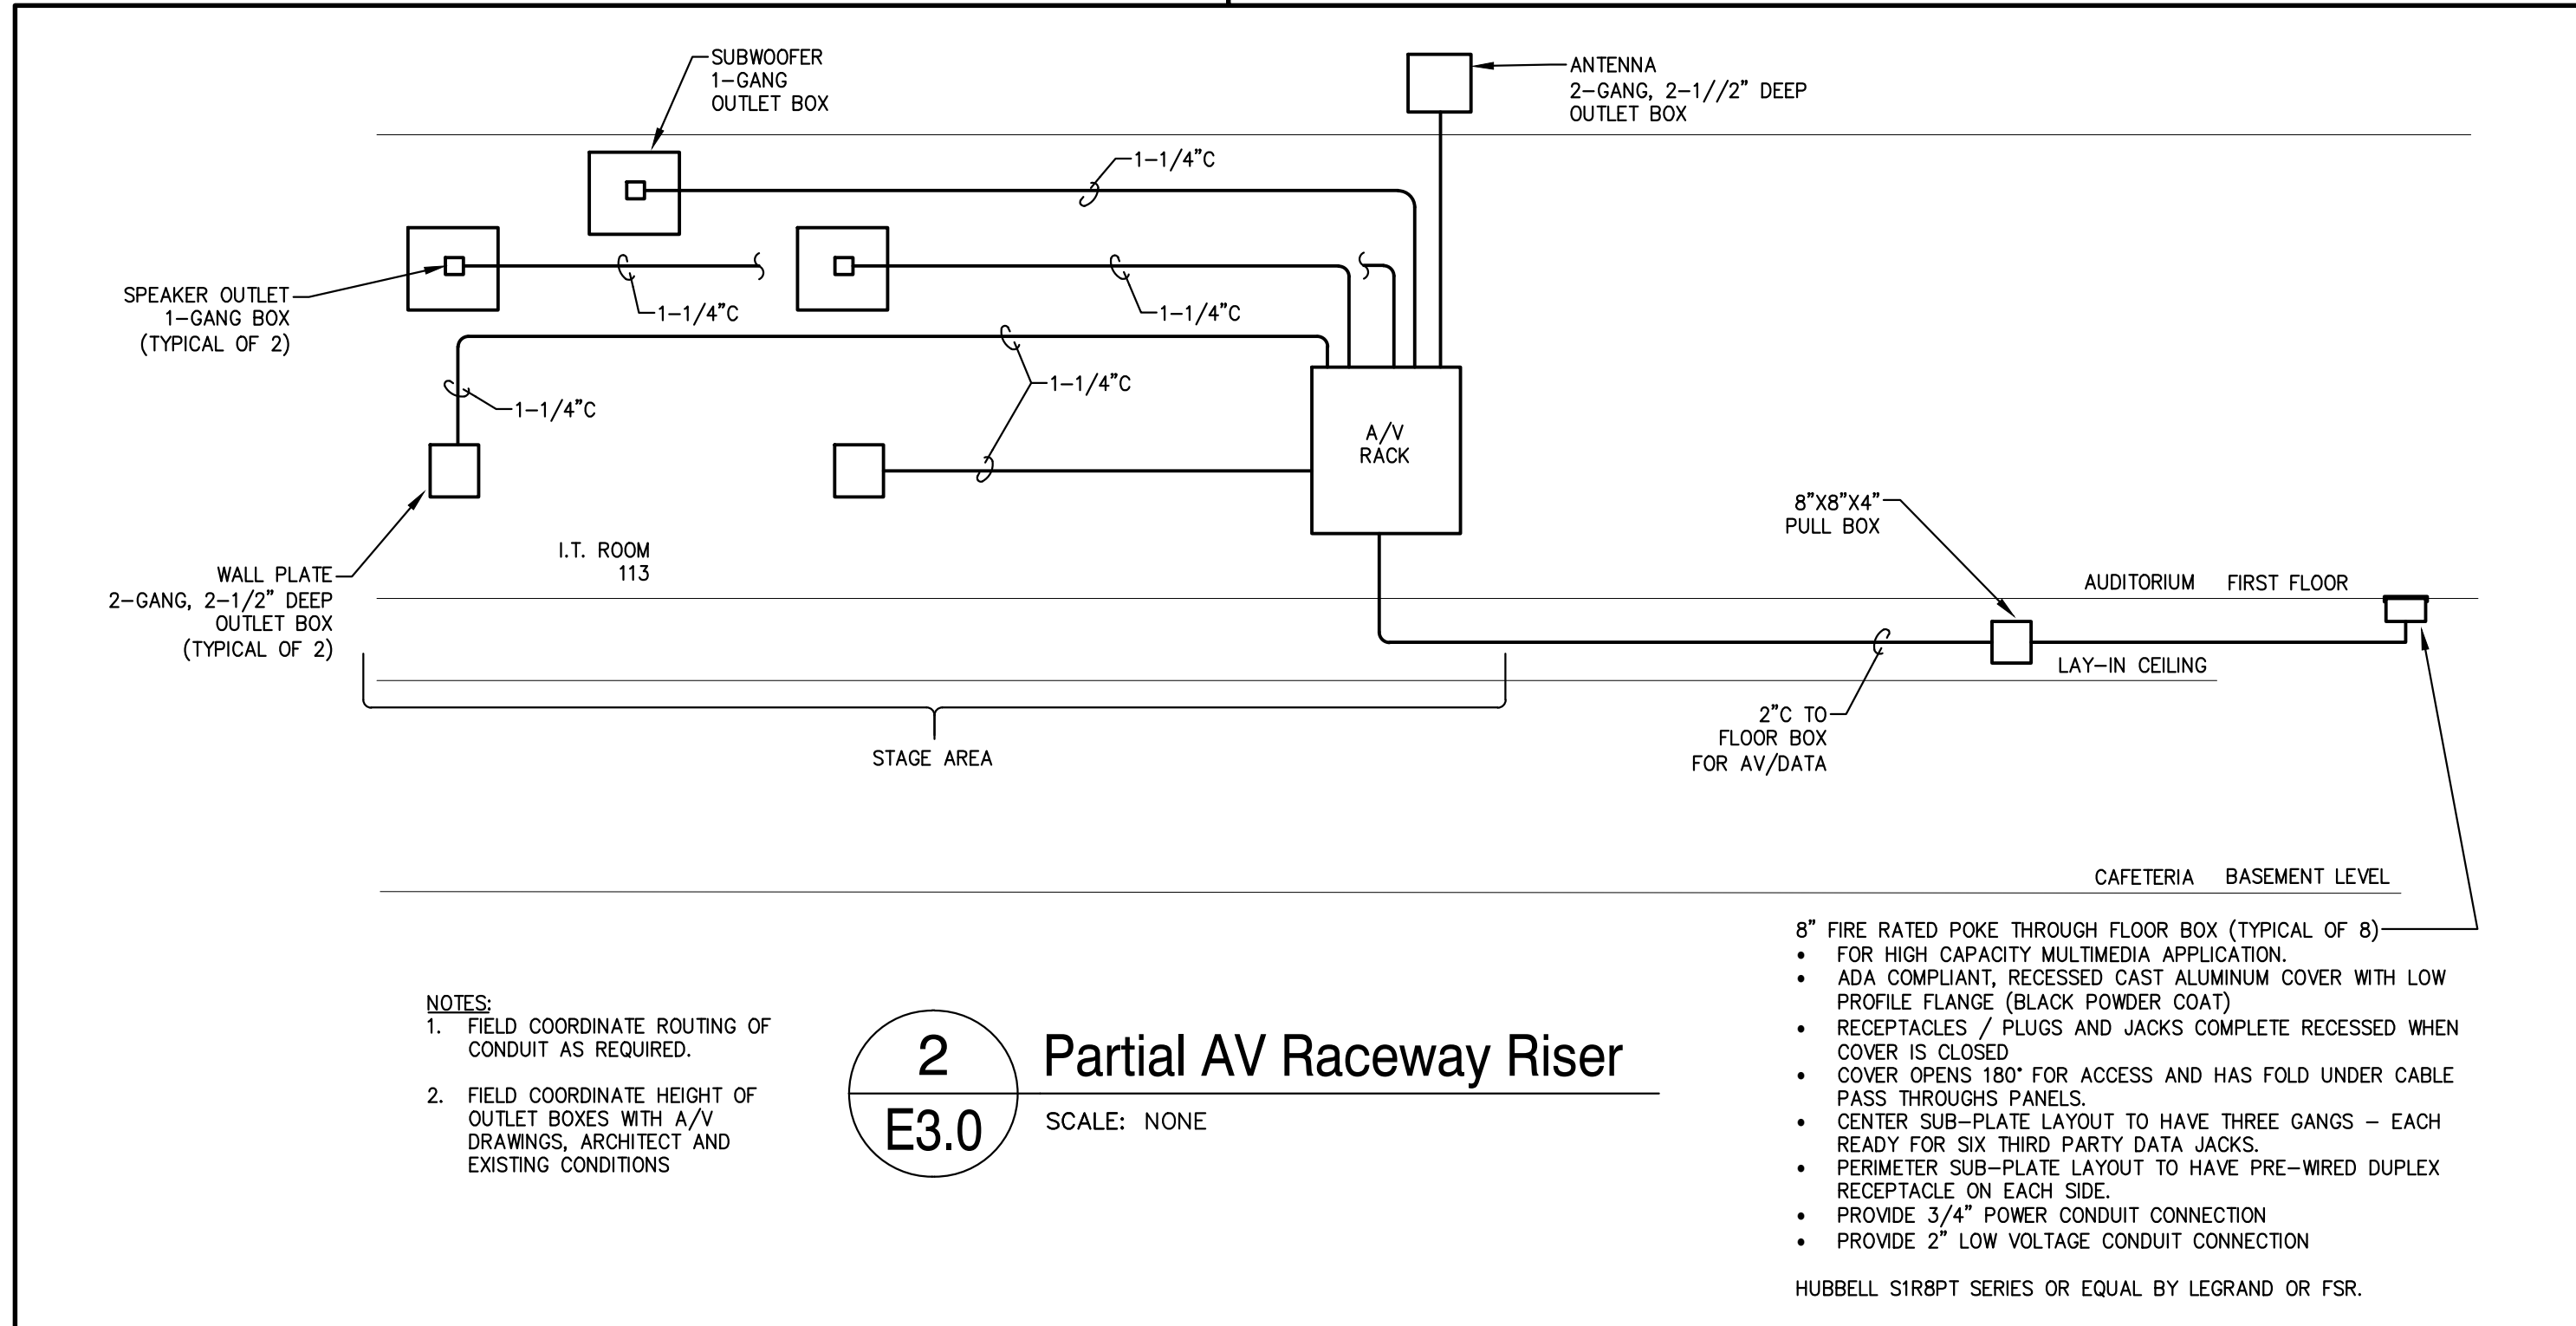 SUBWOOFER
1-GANG
OUTLET BOX
ANTENNA
2-GANG, 2-1//2" DEEP
OUTLET BOX
1-1/4"C
SPEAKER OUTLET
1-GANG BOX
(TYPICAL OF 2)
1-1/4"C
1-1/4"C
1-1/4"C
1-1/4"C
A/V
RACK
WALL PLATE
2-GANG, 2-1/2" DEEP
OUTLET BOX
(TYPICAL OF 2)
I.T. ROOM
113
8"X8"X4"
PULL BOX
AUDITORIUM FIRST FLOOR
LAY-IN CEILING
2"C TO
FLOOR BOX
FOR AV/DATA
STAGE AREA
CAFETERIA BASEMENT LEVEL
8" FIRE RATED POKE THROUGH FLOOR BOX (TYPICAL OF 8)
• FOR HIGH CAPACITY MULTIMEDIA APPLICATION.
• ADA COMPLIANT, RECESSED CAST ALUMINUM COVER WITH LOW
PROFILE FLANGE (BLACK POWDER COAT)
• RECEPTACLES / PLUGS AND JACKS COMPLETE RECESSED WHEN
COVER IS CLOSED
• COVER OPENS 180° FOR ACCESS AND HAS FOLD UNDER CABLE
PASS THROUGHS PANELS.
• CENTER SUB-PLATE LAYOUT TO HAVE THREE GANGS - EACH
READY FOR SIX THIRD PARTY DATA JACKS.
• PERIMETER SUB-PLATE LAYOUT TO HAVE PRE-WIRED DUPLEX
RECEPTACLE ON EACH SIDE.
• PROVIDE 3/4" POWER CONDUIT CONNECTION
• PROVIDE 2" LOW VOLTAGE CONDUIT CONNECTION
HUBBELL S1R8PT SERIES OR EQUAL BY LEGRAND OR FSR.
NOTES:
1. FIELD COORDINATE ROUTING OF
CONDUIT AS REQUIRED.
2. FIELD COORDINATE HEIGHT OF
OUTLET BOXES WITH A/V
DRAWINGS, ARCHITECT AND
EXISTING CONDITIONS
2
E3.0
Partial AV Raceway Riser
SCALE: NONE